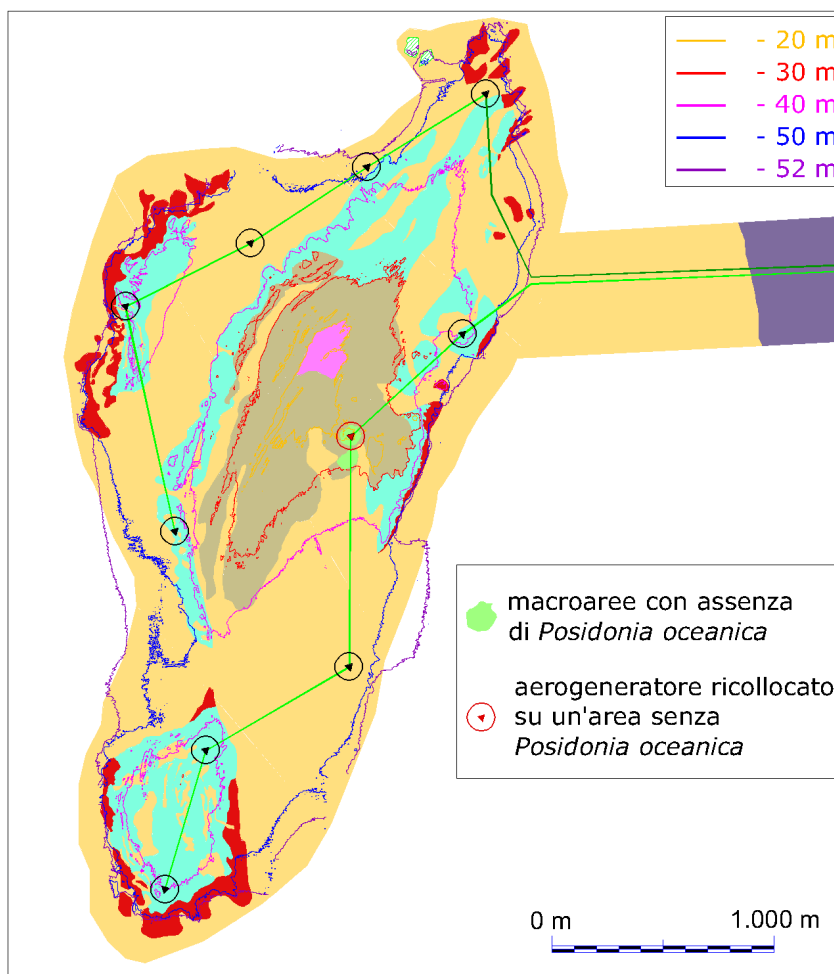 - 20 m
- 30 m
- 40 m
- 50 m
- 52 m
macroaree con assenza
di Posidonia oceanica
aerogeneratore ricollocato
su un'area senza
Posidonia oceanica
0 m 1.000 m